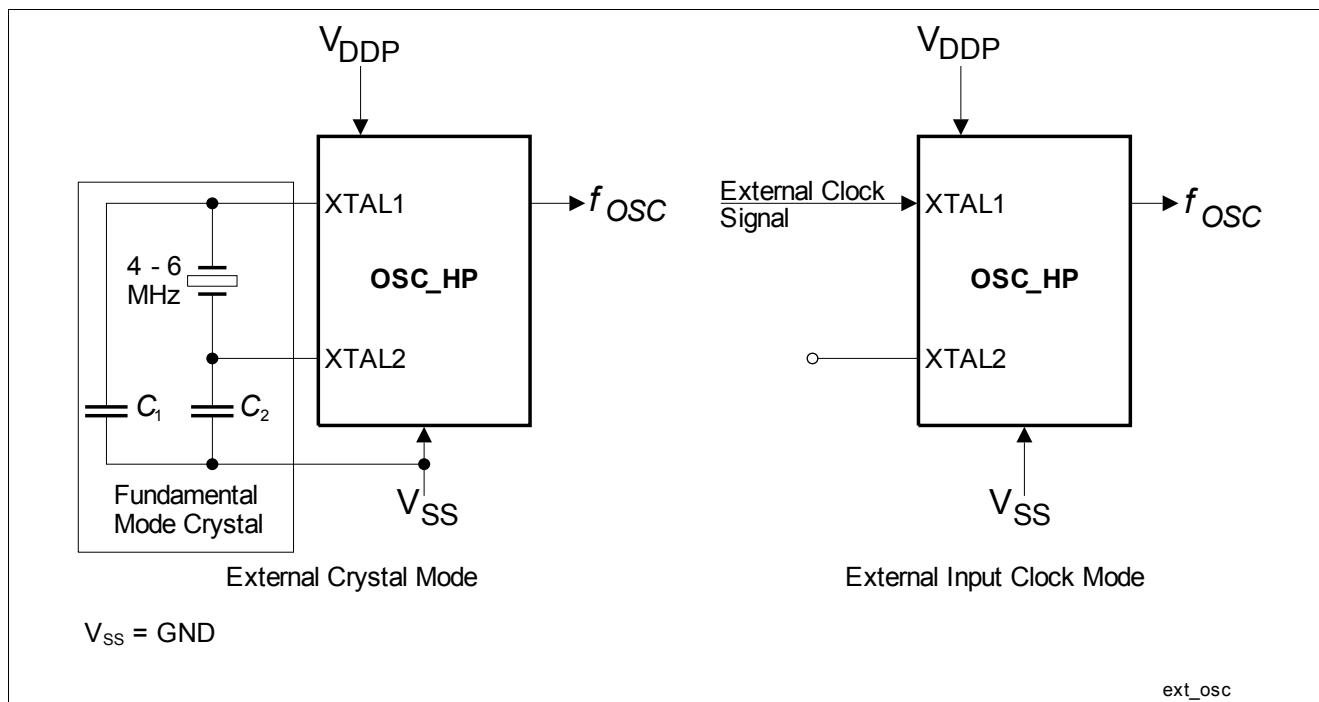 VDDP
XTAL1
fOSC
4 - 6
MHz
OSC_HP
XTAL2
C1
C2
Fundamental
Mode Crystal
VSS
External Crystal Mode
VSS = GND
VDDP
External Clock
Signal
XTAL1
fOSC
OSC_HP
XTAL2
VSS
External Input Clock Mode
ext_osc